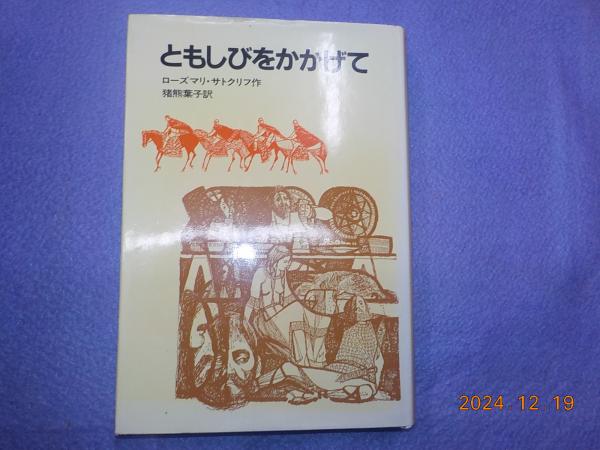 ともしびをかかげて
ローズマリ・サトクリフ作
猪熊葉子訳
2024.12.19